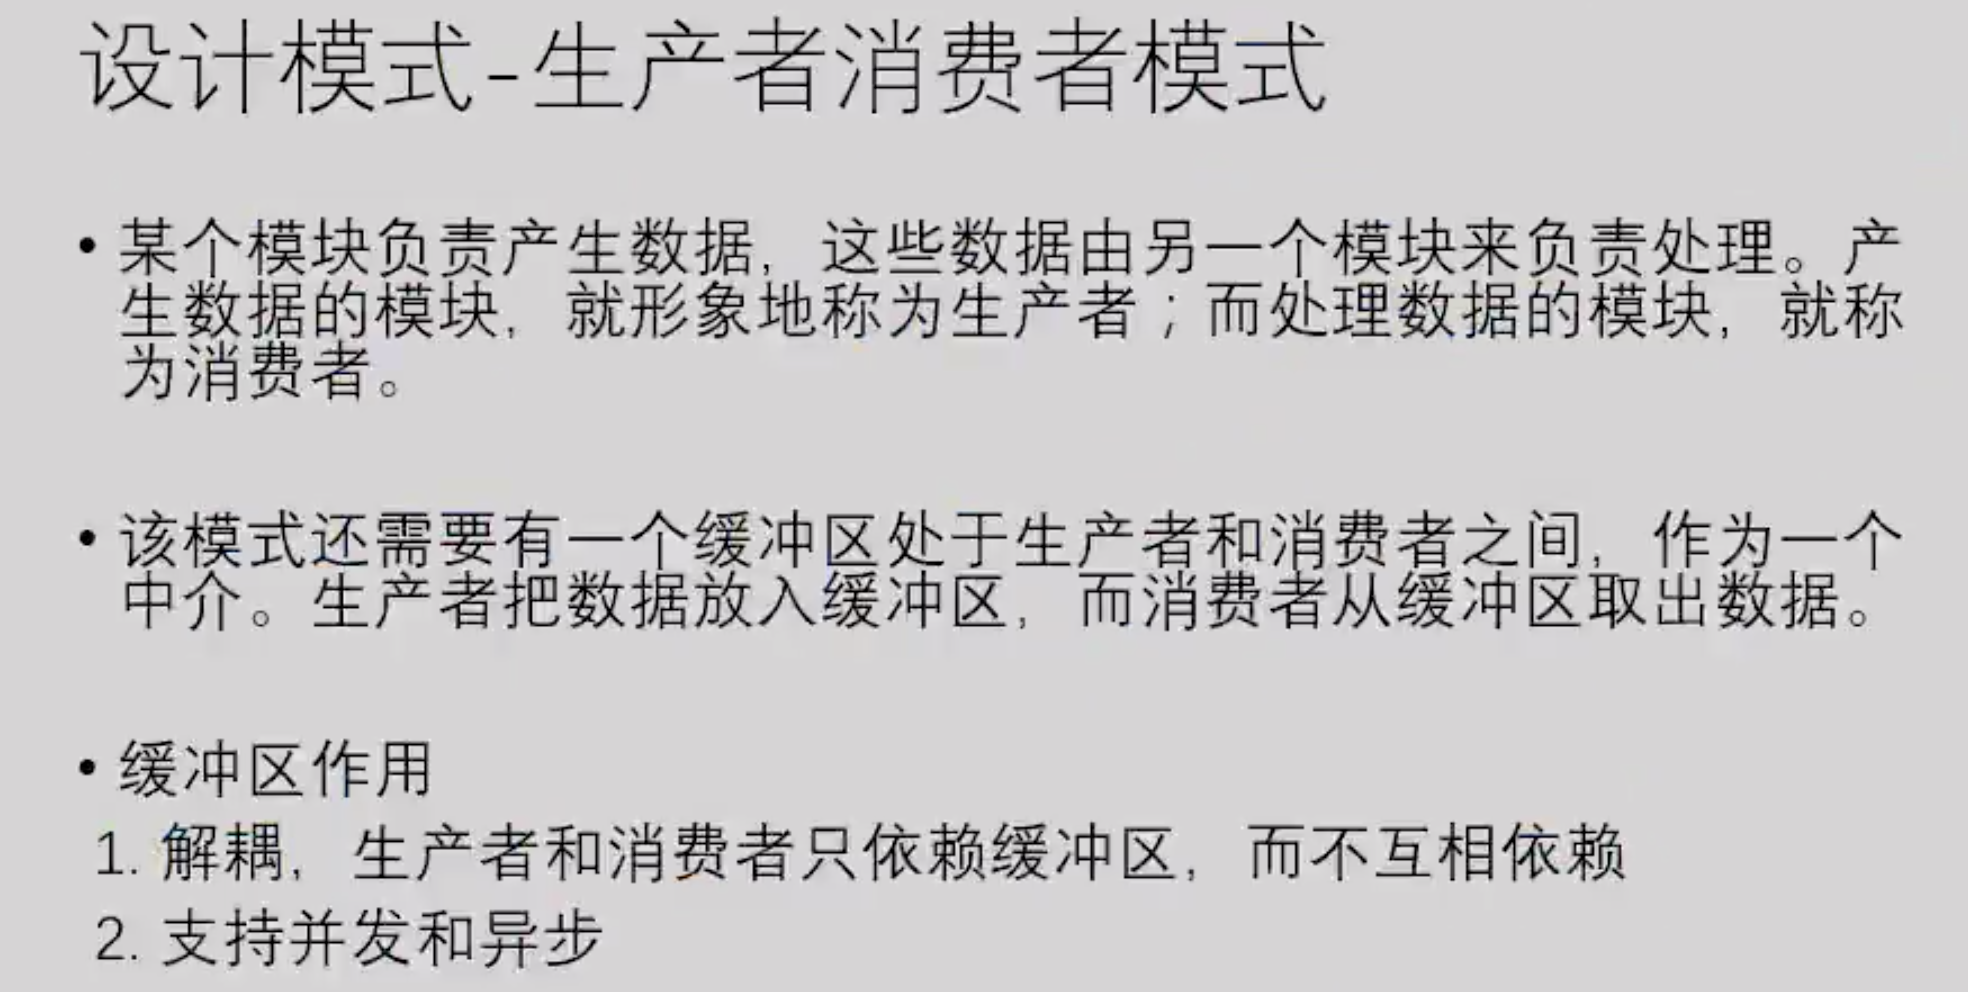 设计模式-生产者消费者模式
• 某个模块负责产生数据，这些数据由另一个模块来负责处理。产
生数据的模块，就形象地称为生产者；而处理数据的模块，就称
为消费者。
• 该模式还需要有一个缓冲区处于生产者和消费者之间，作为一个
中介。生产者把数据放入缓冲区，而消费者从缓冲区取出数据。
• 缓冲区作用
1. 解耦，生产者和消费者只依赖缓冲区，而不互相依赖
2. 支持并发和异步